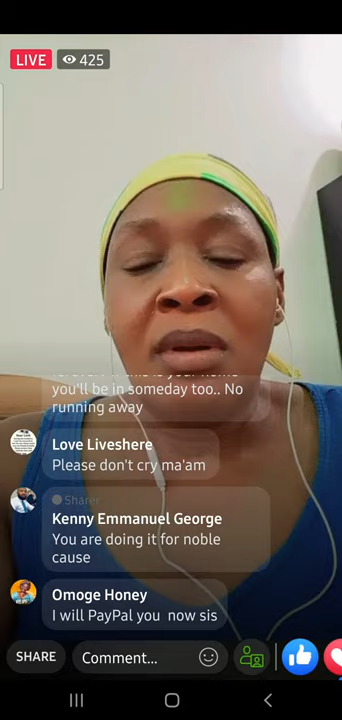 LIVE 425
you'll be in someday too.. No
running away
Love Liveshere
Please don't cry ma'am
Sharer
Kenny Emmanuel George
You are doing it for noble
cause
Omoge Honey
I will PayPal you now sis
SHARE Comment...